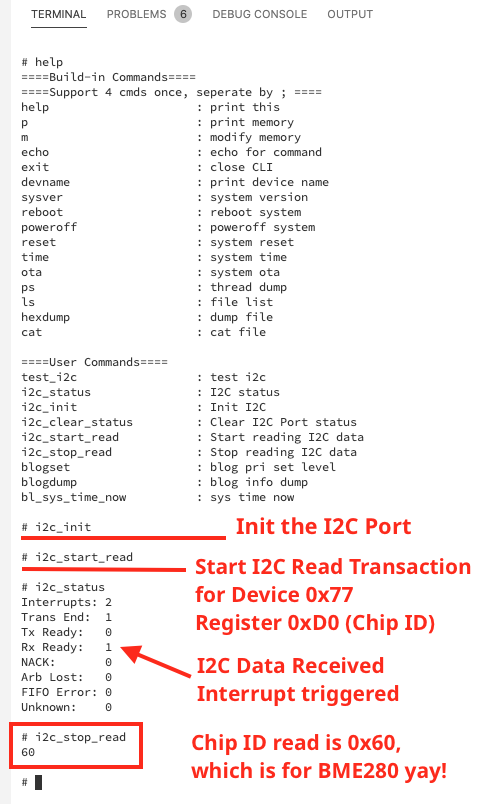 TERMINAL PROBLEMS 6 DEBUG CONSOLE OUTPUT
# help
====Build-in Commands====
====Support 4 cmds once, seperate by ; ====
help : print this
p : print memory
m : modify memory
echo : echo for command
exit : close CLI
devname : print device name
sysver : system version
reboot : reboot system
poweroff : poweroff system
reset : system reset
time : system time
ota : system ota
ps : thread dump
ls : file list
hexdump : dump file
cat : cat file
====User Commands====
test_i2c : test i2c
i2c_status : I2C status
i2c_init : Init I2C
i2c_clear_status : Clear I2C Port status
i2c_start_read : Start reading I2C data
i2c_stop_read : Stop reading I2C data
blogset : blog pri set level
blogdump : blog info dump
bl_sys_time_now : sys time now
# i2c_init
Init the I2C Port
# i2c_start_read
Start I2C Read Transaction
for Device 0x77
Register 0xD0 (Chip ID)
# i2c_status
Interrupts: 2
Trans End: 1
Tx Ready: 0
Rx Ready: 1
NACK: 0
Arb Lost: 0
FIFO Error: 0
Unknown: 0
I2C Data Received
Interrupt triggered
# i2c_stop_read
60
Chip ID read is 0x60,
which is for BME280 yay!
#